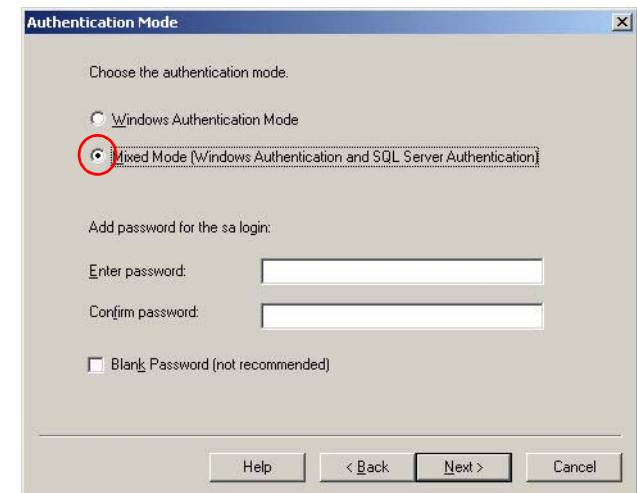 Authentication Mode
Choose the authentication mode.
Windows Authentication Mode
Mixed Mode (Windows Authentication and SQL Server Authentication)
Add password for the sa login:
Enter password:
Confirm password:
Blank Password (not recommended)
Help < Back Next > Cancel